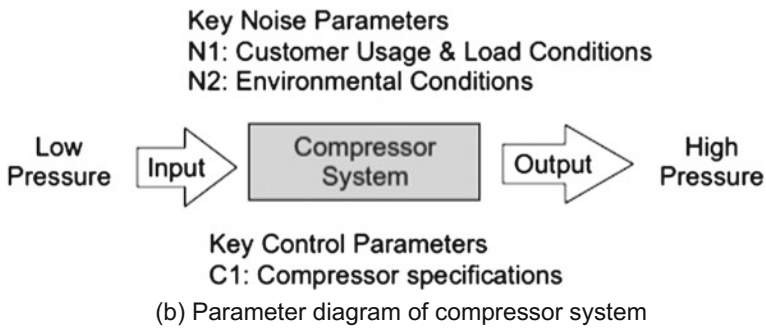 Key Noise Parameters
N1: Customer Usage & Load Conditions
N2: Environmental Conditions
Low
Pressure
Input
Compressor
System
Output
High
Pressure
Key Control Parameters
C1: Compressor specifications
(b) Parameter diagram of compressor system